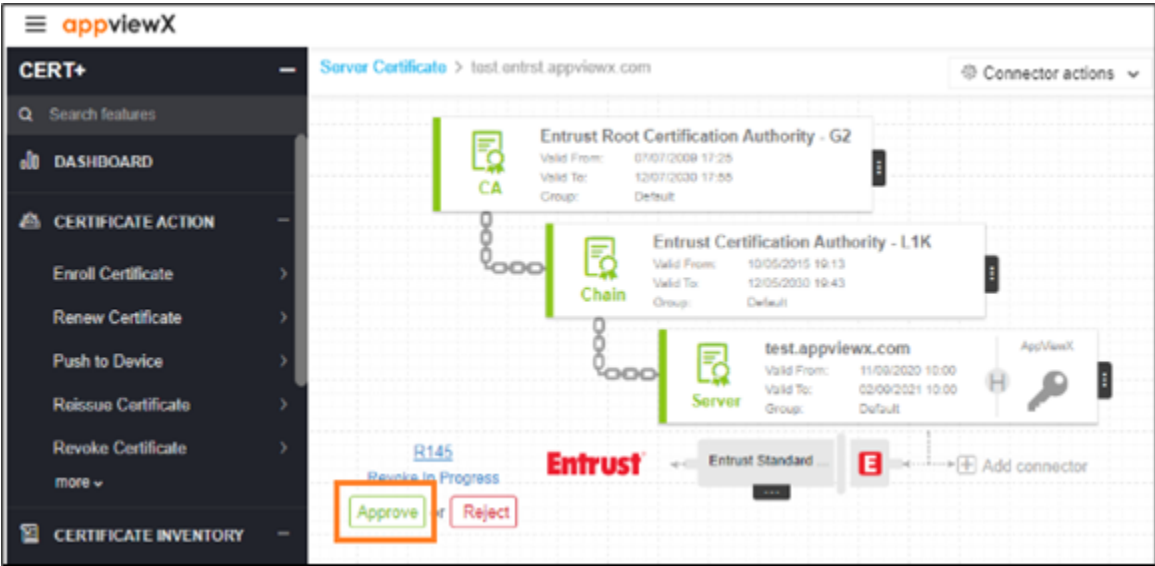 appviewX
CERT+
Search features
DASHBOARD
CERTIFICATE ACTION
Enroll Certificate
Renew Certificate
Push to Device
Reissue Certificate
Revoke Certificate
more
CERTIFICATE INVENTORY
Server Certificate > test.entrst.appviewx.com
Connector actions
Entrust Root Certification Authority - G2
Valid From: 07/07/2009 17:25
Valid To: 12/07/2030 17:55
Group: Default
CA
Entrust Certification Authority - L1K
Valid From: 10/05/2015 19:13
Valid To: 12/05/2030 19:43
Group: Default
Chain
test.appviewx.com
Valid From: 11/09/2020 10:00
Valid To: 02/09/2021 10:00
Group: Default
Server
H
AppViewX
R145
Revoke In Progress
Approve or Reject
Entrust
Entrust Standard ...
E
Add connector